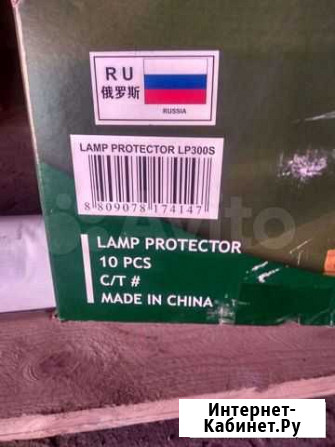 RU
俄罗斯
RUSSIA
LAMP PROTECTOR LP300S
8 809078 174147
Avito
LAMP PROTECTOR
10 PCS
C/T #
MADE IN CHINA
Интернет-
Кабинет.Ру